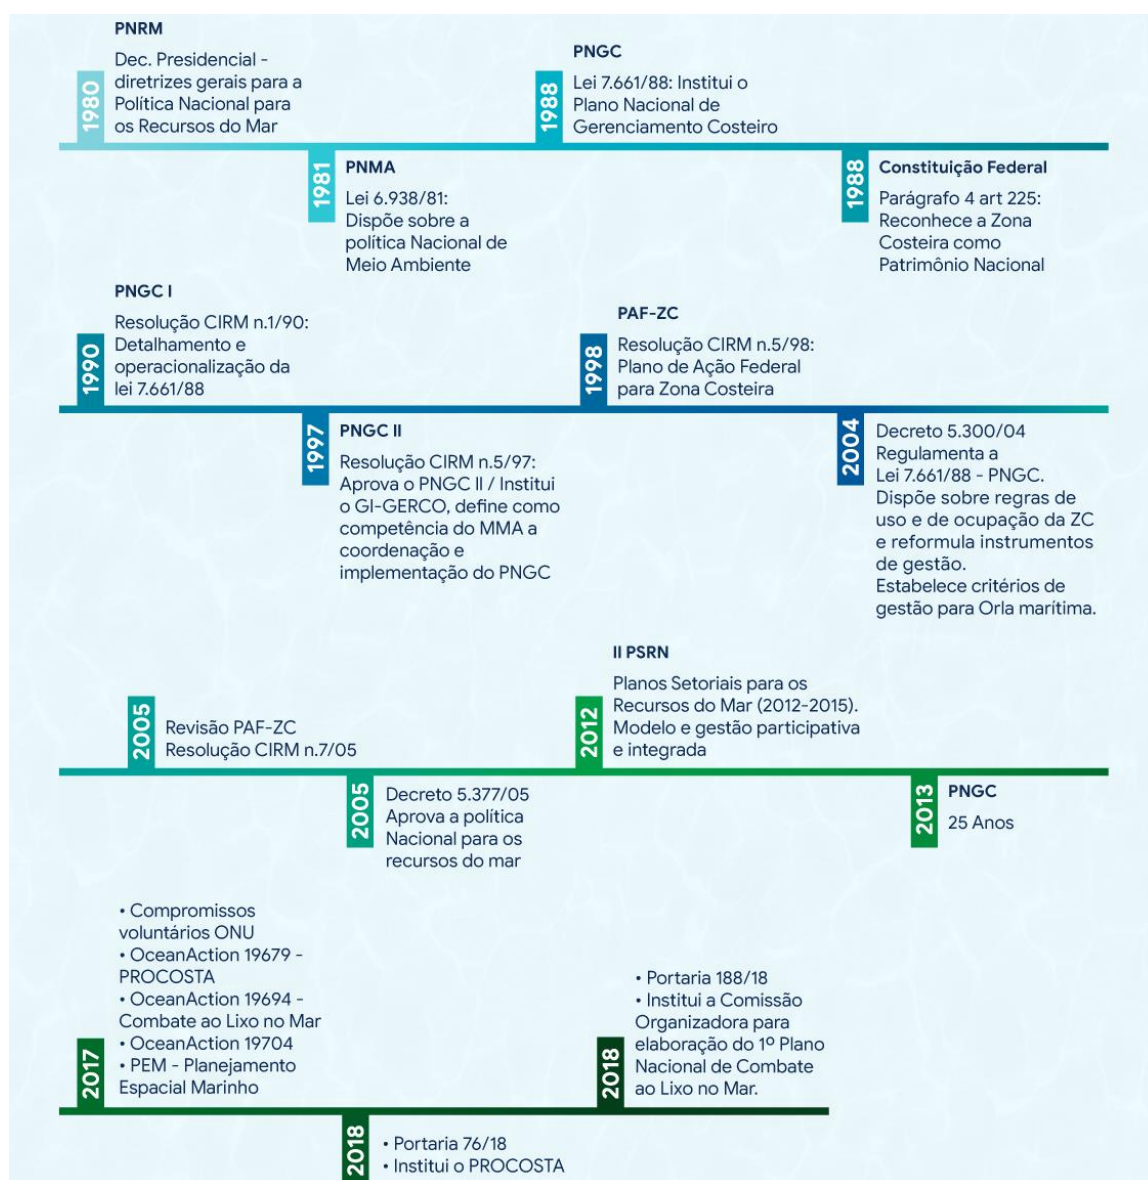 PNRM
Dec. Presidencial -
diretrizes gerais para a
Política Nacional para
os Recursos do Mar
1980
1981
PNMA
Lei 6.938/81:
Dispõe sobre a
política Nacional de
Meio Ambiente
PNGC
Lei 7.661/88: Institui o
Plano Nacional de
Gerenciamento Costeiro
1988
1988
Constituição Federal
Parágrafo 4 art 225:
Reconhece a Zona
Costeira como
Patrimônio Nacional
PNGC I
Resolução CIRM n.1/90:
Detalhamento e
operacionalização da
lei 7.661/88
1990
1997
PNGC II
Resolução CIRM n.5/97:
Aprova o PNGC II / Institui
o GI-GERCO, define como
competência do MMA a
coordenação e
implementação do PNGC
PAF-ZC
Resolução CIRM n.5/98:
Plano de Ação Federal
para Zona Costeira
1998
2004
Decreto 5.300/04
Regulamenta a
Lei 7.661/88 - PNGC.
Dispõe sobre regras de
uso e de ocupação da ZC
e reformula instrumentos
de gestão.
Estabelece critérios de
gestão para Orla marítima.
2005
Revisão PAF-ZC
Resolução CIRM n.7/05
2005
Decreto 5.377/05
Aprova a política
Nacional para os
recursos do mar
II PSRN
Planos Setoriais para os
Recursos do Mar (2012-2015).
Modelo e gestão participativa
e integrada
2012
2013
PNGC
25 Anos
• Compromissos
voluntários ONU
• OceanAction 19679 -
PROCOSTA
• OceanAction 19694 -
Combate ao Lixo no Mar
• OceanAction 19704
• PEM - Planejamento
Espacial Marinho
2017
2018
• Portaria 76/18
• Institui o PROCOSTA
• Portaria 188/18
• Institui a Comissão
Organizadora para
elaboração do 1º Plano
Nacional de Combate
ao Lixo no Mar.
2018